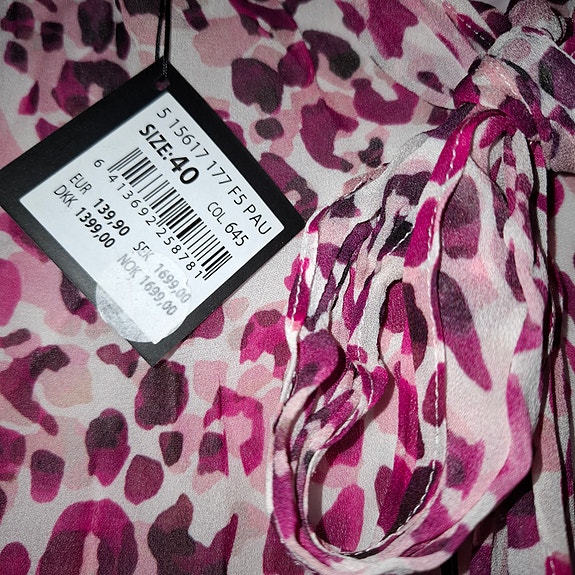 5 15617 177 F5 PAU
SIZE:40
COL. 645
6 413692 258781
EUR 139,90 SEK 1699,00
DKK 1399,00 NOK 1699,00